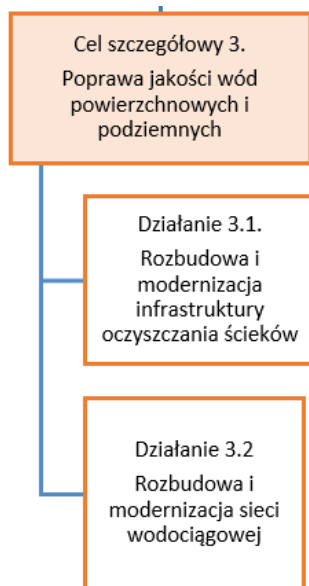 Cel szczegółowy 3.
Poprawa jakości wód
powierzchnowych i
podziemnych
Działanie 3.1.
Rozbudowa i
modernizacja
infrastruktury
oczyszczania ścieków
Działanie 3.2
Rozbudowa i
modernizacja sieci
wodociągowej